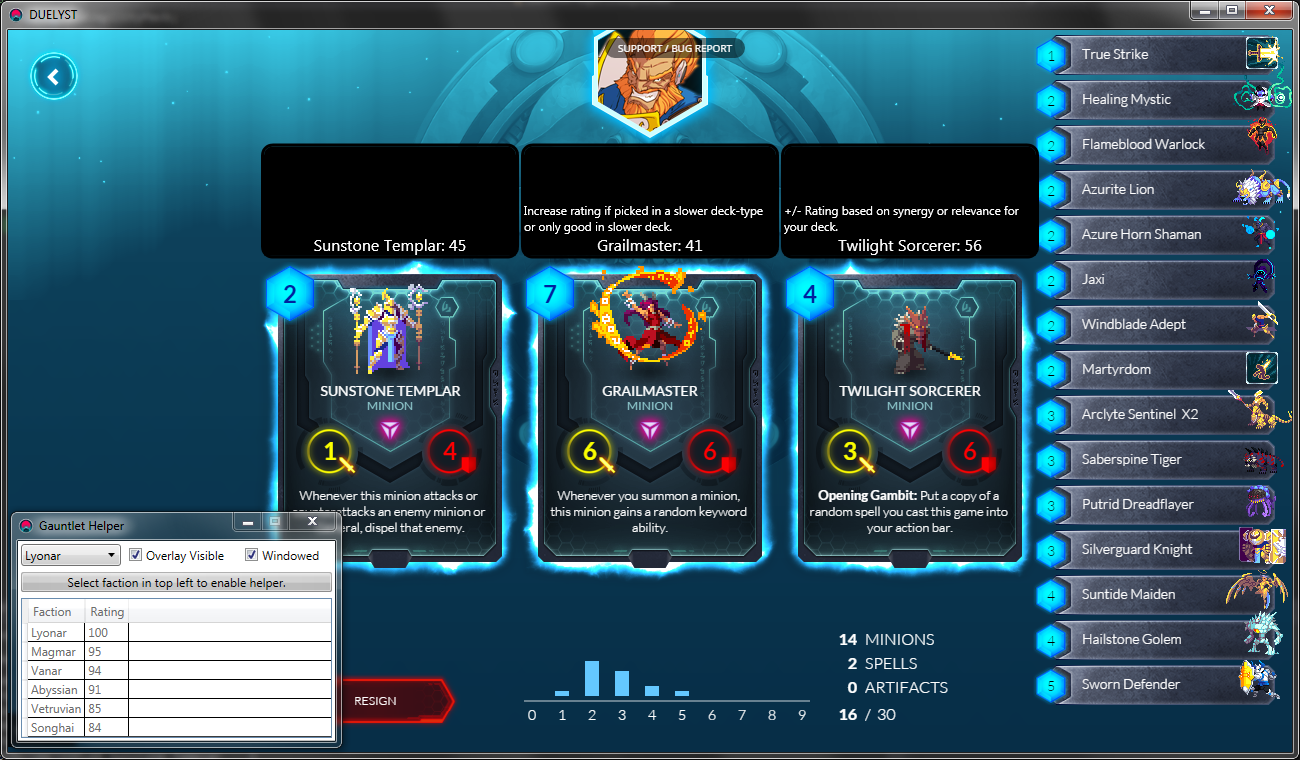 DUELYST
SUPPORT / BUG REPORT
Increase rating if picked in a slower deck-type
or only good in slower deck.
+/- Rating based on synergy or relevance for
your deck.
Sunstone Templar: 45
Grailmaster: 41
Twilight Sorcerer: 56
2
SUNSTONE TEMPLAR
MINION
1
4
Whenever this minion attacks or
an enemy minion or
dispel that enemy.
7
GRAILMASTER
MINION
6
6
Whenever you summon a minion,
this minion gains a random keyword
ability.
4
TWILIGHT SORCERER
MINION
3
6
Opening Gambit: Put a copy of a
random spell you cast this game into
your action bar.
1 True Strike
2 Healing Mystic
2 Flameblood Warlock
2 Azurite Lion
2 Azure Horn Shaman
2 Jaxi
2 Windblade Adept
2 Martyrdom
3 Arclyte Sentinel X2
3 Saberspine Tiger
3 Putrid Dreadflayer
3 Silverguard Knight
4 Suntide Maiden
4 Hailstone Golem
5 Sworn Defender
Gauntlet Helper
Lyonar Overlay Visible Windowed
Select faction in top left to enable helper.
Faction Rating
Lyonar 100
Magmar 95
Vanar 94
Abyssian 91
Vetruvian 85
Songhai 84
RESIGN
0 1 2 3 4 5 6 7 8 9
14 MINIONS
2 SPELLS
0 ARTIFACTS
16 / 30